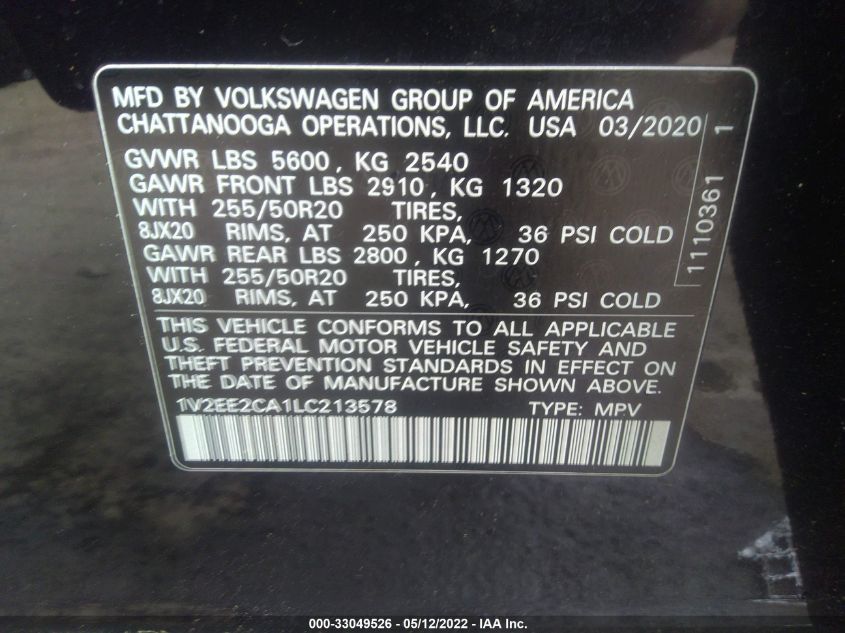 MFD BY VOLKSWAGEN GROUP OF AMERICA
CHATTANOOGA OPERATIONS, LLC. USA 03/2020
GVWR LBS 5600, KG 2540
GAWR FRONT LBS 2910, KG 1320
WITH 255/50R20 TIRES,
8JX20 RIMS, AT 250 KPA, 36 PSI COLD
GAWR REAR LBS 2800, KG 1270
WITH 255/50R20 TIRES,
8JX20 RIMS, AT 250 KPA, 36 PSI COLD
1110361 1
THIS VEHICLE CONFORMS TO ALL APPLICABLE
U.S. FEDERAL MOTOR VEHICLE SAFETY AND
THEFT PREVENTION STANDARDS IN EFFECT ON
THE DATE OF MANUFACTURE SHOWN ABOVE.
1V2EE2CA1LC213578 TYPE: MPV
000-33049526 - 05/12/2022 - IAA Inc.